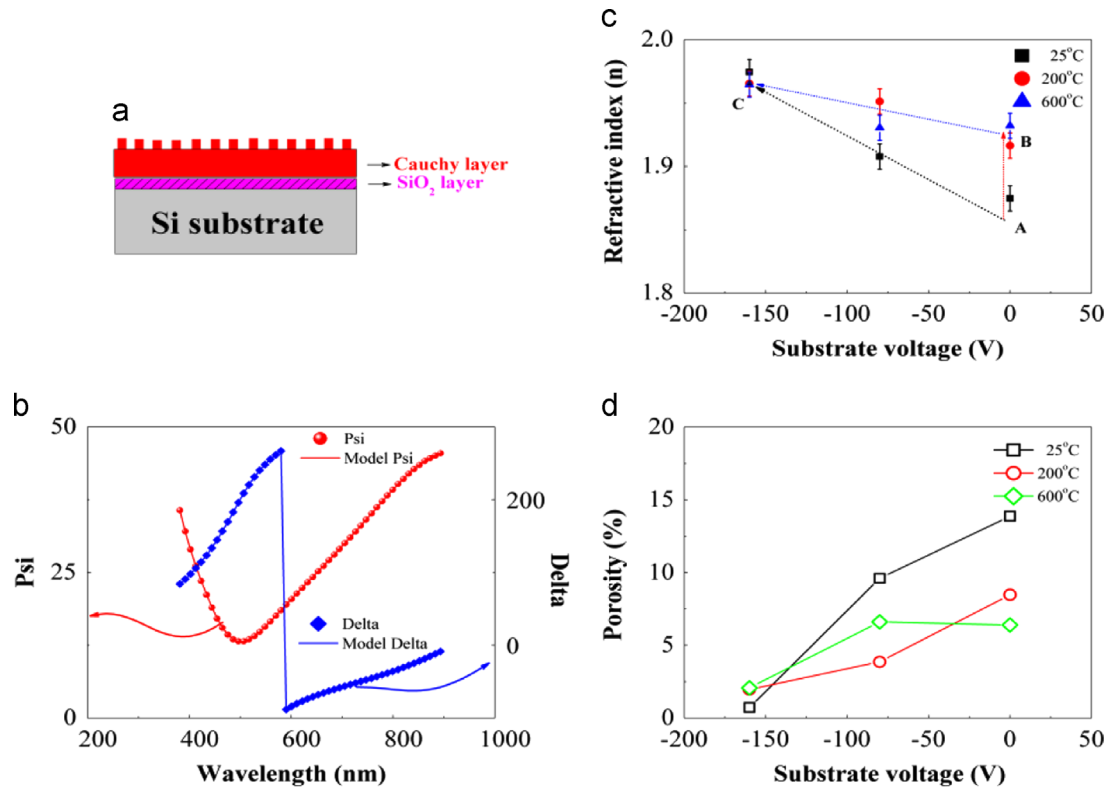 a
Cauchy layer
SiO₂ layer
Si substrate
b
50
25
0
Psi
Psi
Model Psi
Delta
Model Delta
200
0
Delta
200
400
600
800
1000
Wavelength (nm)
c
2.0
1.9
1.8
Refractive index (n)
25°C
200°C
600°C
C
B
A
-200
-150
-100
-50
0
50
Substrate voltage (V)
d
20
15
10
5
0
Porosity (%)
25°C
200°C
600°C
-200
-150
-100
-50
0
50
Substrate voltage (V)